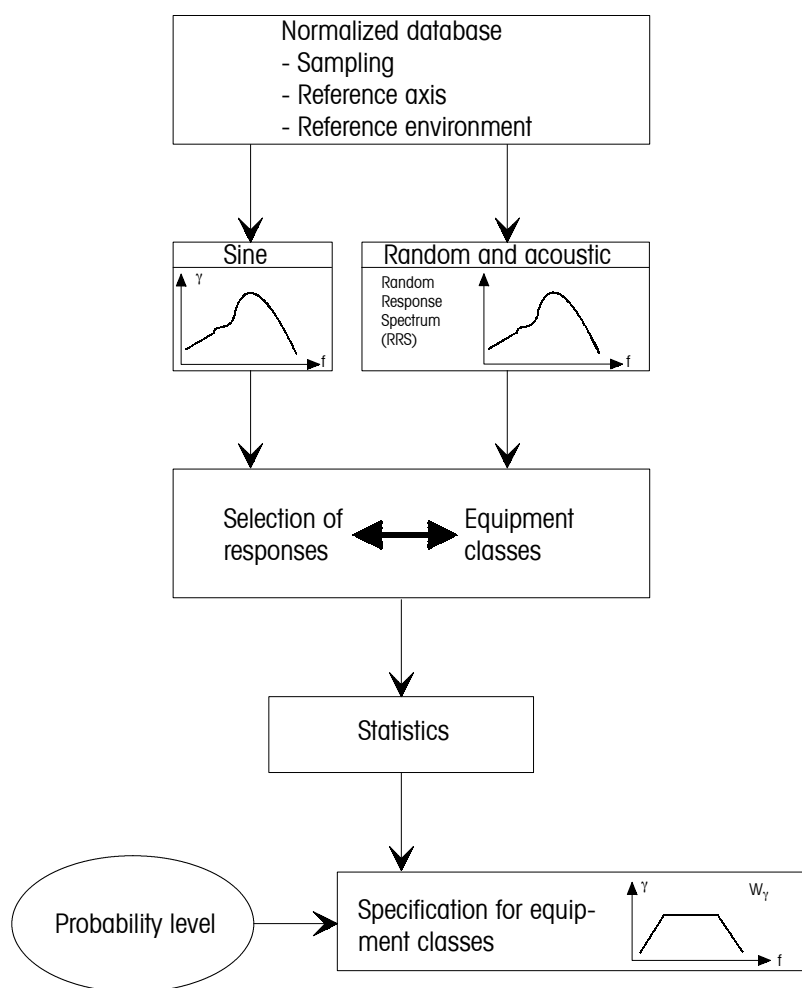 Normalized database
- Sampling
- Reference axis
- Reference environment
Sine
γ
f
Random and acoustic
Random
Response
Spectrum
(RRS)
f
Selection of
responses
Equipment
classes
Statistics
Probability level
Specification for equip-
ment classes
γ
Wγ
f